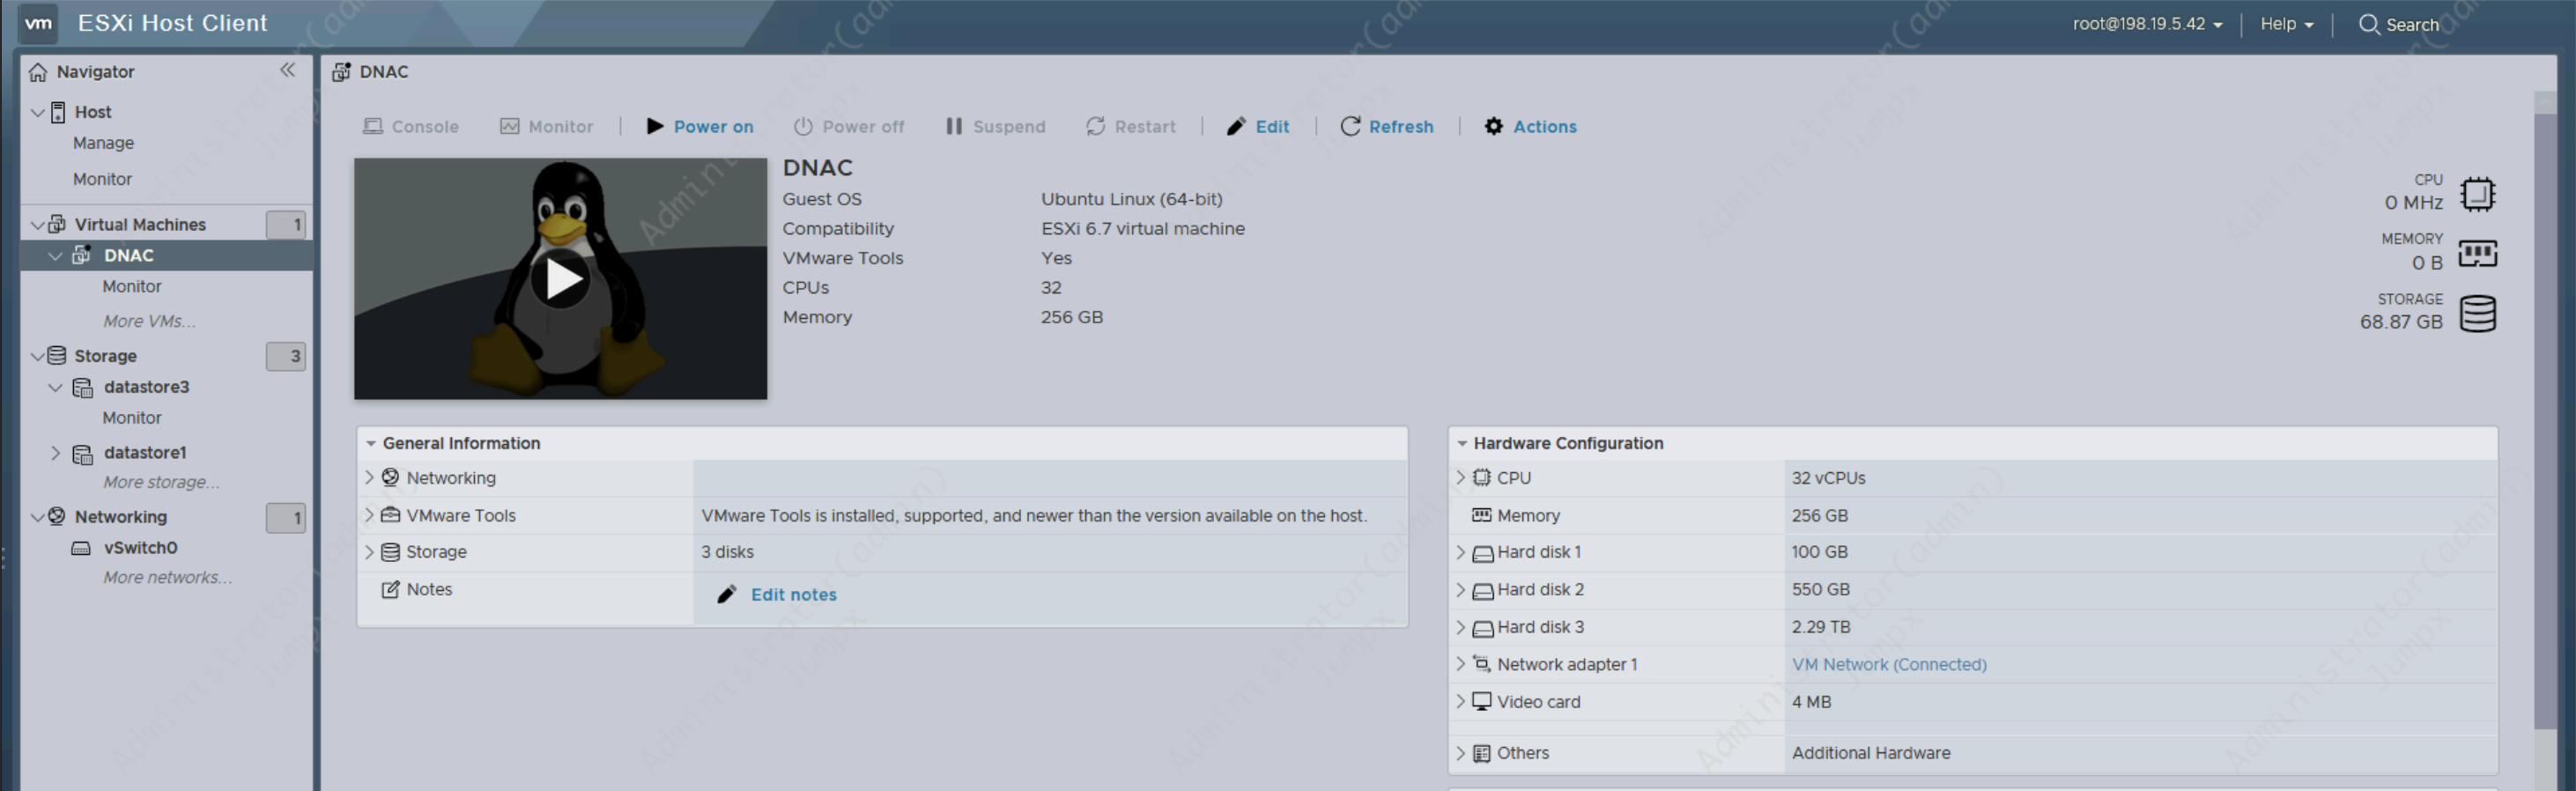 vm ESXi Host Client
root@198.19.5.42 Help Search
Navigator
Host
Manage
Monitor
Virtual Machines 1
DNAC
Monitor
More VMs...
Storage 3
datastore3
Monitor
datastore1
More storage...
Networking 1
vSwitch0
More networks...
DNAC
Console Monitor Power on Power off Suspend Restart Edit Refresh Actions
DNAC
Guest OS Ubuntu Linux (64-bit)
Compatibility ESXi 6.7 virtual machine
VMware Tools Yes
CPUs 32
Memory 256 GB
CPU
0 MHz
MEMORY
0 B
STORAGE
68.87 GB
General Information
Networking
VMware Tools VMware Tools is installed, supported, and newer than the version available on the host.
Storage 3 disks
Notes Edit notes
Hardware Configuration
CPU 32 vCPUs
Memory 256 GB
Hard disk 1 100 GB
Hard disk 2 550 GB
Hard disk 3 2.29 TB
Network adapter 1 VM Network (Connected)
Video card 4 MB
Others Additional Hardware
Administrator(admin)
Jumpx